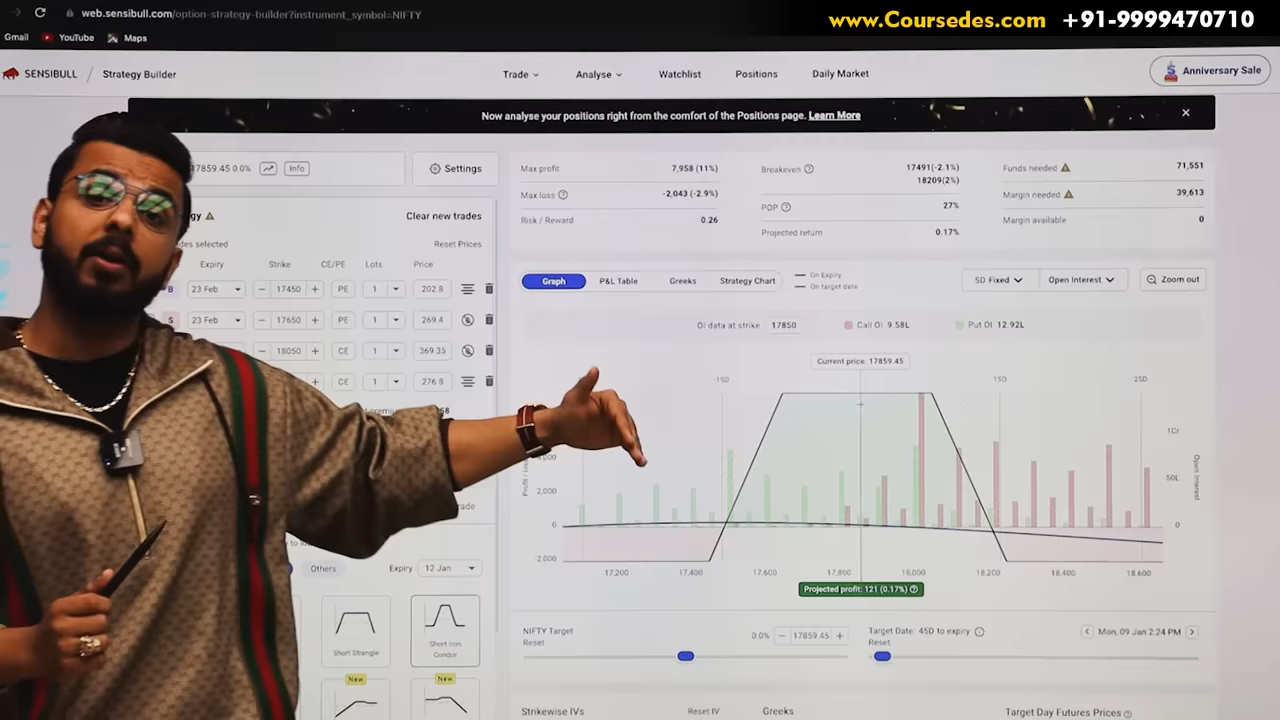 web.sensibull.com/option-strategy-builder?instrument_symbol=NIFTY
www.Coursedes.com +91-9999470710
Gmail YouTube Maps
SENSIBULL / Strategy Builder Trade Analyse Watchlist Positions Daily Market Anniversary Sale
Now analyse your positions right from the comfort of the Positions page. Learn More
17859.45 0.0% Info Settings
Max profit 7,958 (11%) Breakeven 17491(-2.1%) Funds needed 71,551
18209(2%)
Max loss -2,043 (-2.9%) Margin needed 39,613
POP 27%
Risk / Reward 0.26 Margin available 0
Projected return 0.17%
Clear new trades
selected Reset Prices
Expiry Strike CE/PE Lots Price
B 23 Feb - 17450 + PE 1 202.8
S 23 Feb - 17650 + PE 1 269.4
- 18050 + CE 1 369.35
+ CE 1 276.8
Graph P&L Table Greeks Strategy Chart On Expiry
On target date
SD Fixed Open Interest Zoom out
OI data at strike 17850 Call OI 9.58L Put OI 12.92L
Current price: 17859.45
-1SD 1SD 2SD
1Cr
50L
0
Open Interest
2,000
0
2,000
17,200 17,400 17,600 17,800 18,000 18,200 18,400 18,600
Projected profit: 121 (0.17%)
Others Expiry 12 Jan
Short Strangle
Short Iron
Condor
New New
NIFTY Target
Reset
0.0% - 17859.45 +
Target Date: 45D to expiry
Reset
Mon, 09 Jan 2:24 PM
Strikewise IVs Reset IV Greeks Target Day Futures Prices